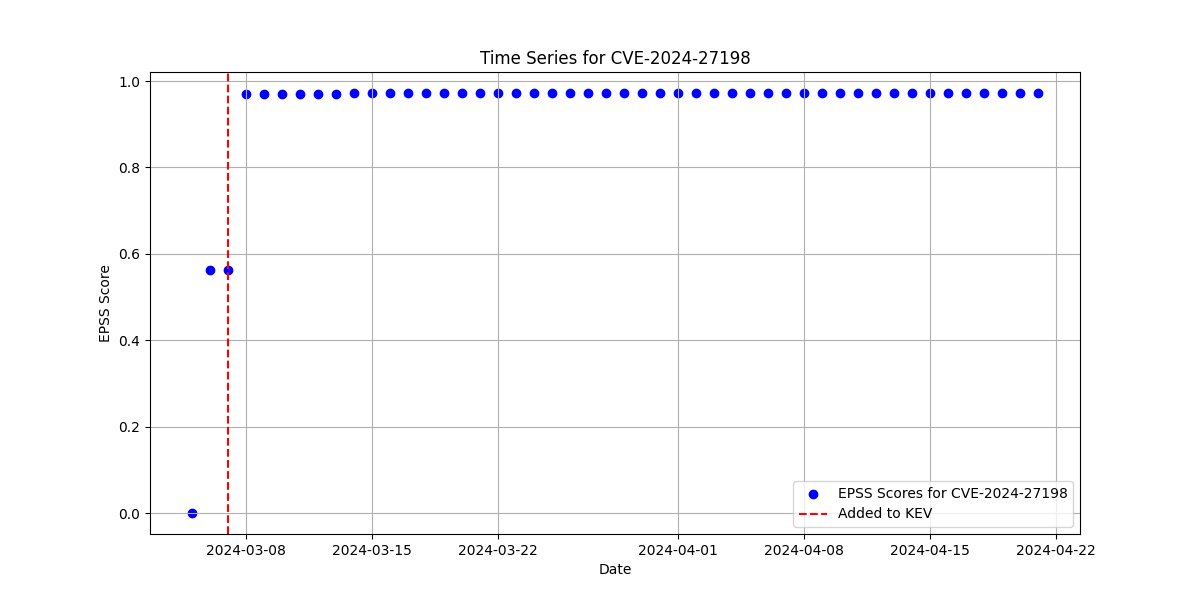 Time Series for CVE-2024-27198
EPSS Score
1.0
0.8
0.6
0.4
0.2
0.0
EPSS Scores for CVE-2024-27198
Added to KEV
2024-03-08 2024-03-15 2024-03-22 2024-04-01 2024-04-08 2024-04-15 2024-04-22
Date